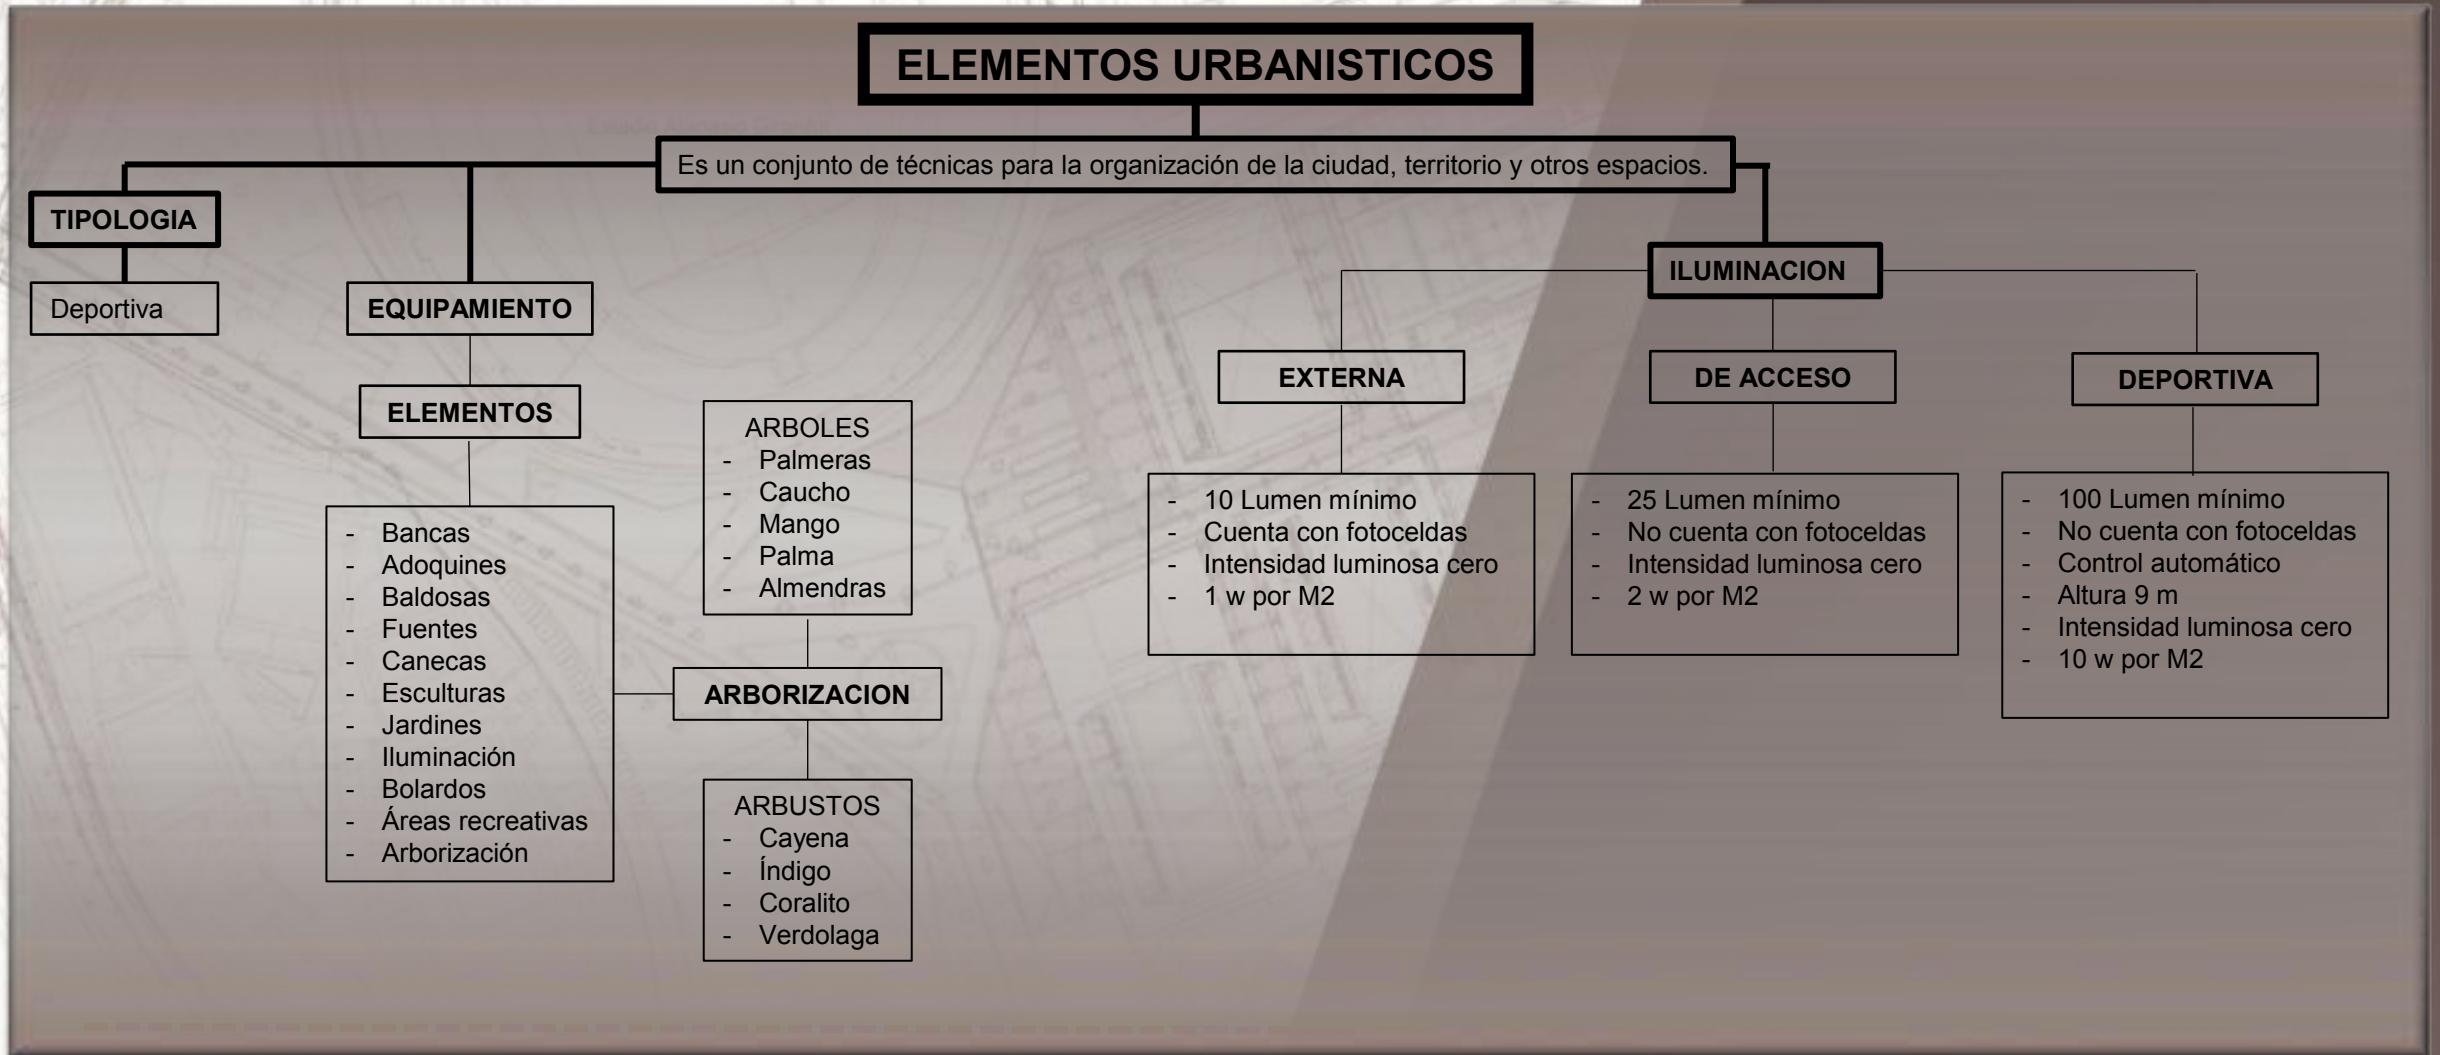 ELEMENTOS URBANISTICOS
Es un conjunto de técnicas para la organización de la ciudad, territorio y otros espacios.
TIPOLOGIA
Deportiva
EQUIPAMIENTO
ELEMENTOS
- Bancas
- Adoquines
- Baldosas
- Fuentes
- Canecas
- Esculturas
- Jardines
- Iluminación
- Bolardos
- Áreas recreativas
- Arborización
ARBOLES
- Palmeras
- Caucho
- Mango
- Palma
- Almendras
ARBORIZACION
ARBUSTOS
- Cayena
- Índigo
- Coralito
- Verdolaga
ILUMINACION
EXTERNA
- 10 Lumen mínimo
- Cuenta con fotoceldas
- Intensidad luminosa cero
- 1 w por M2
DE ACCESO
- 25 Lumen mínimo
- No cuenta con fotoceldas
- Intensidad luminosa cero
- 2 w por M2
DEPORTIVA
- 100 Lumen mínimo
- No cuenta con fotoceldas
- Control automático
- Altura 9 m
- Intensidad luminosa cero
- 10 w por M2